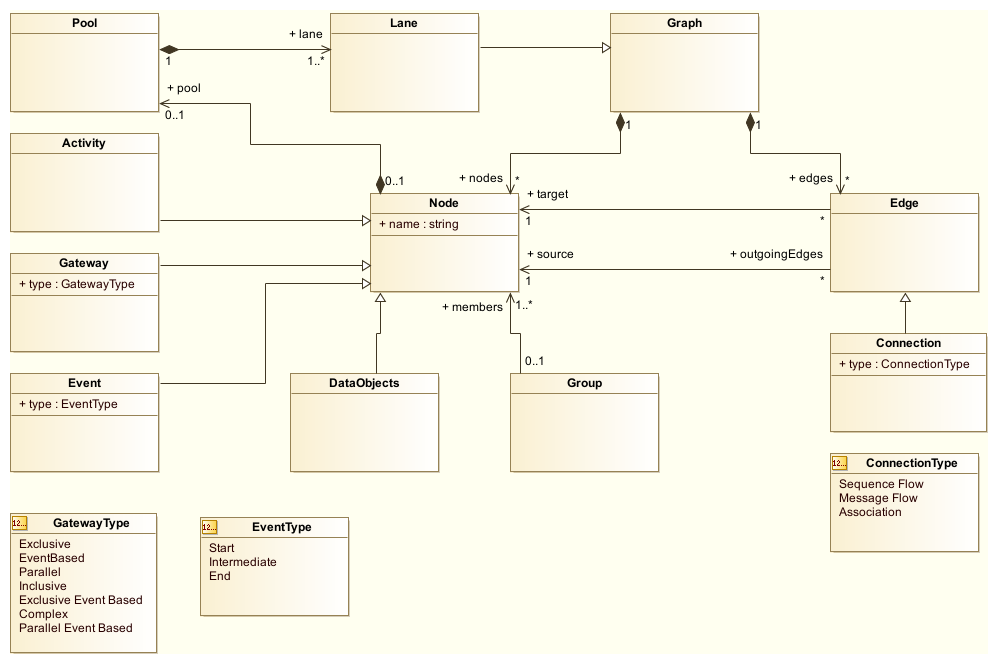 Pool
Lane
Graph
+ lane
1
1..*
+ pool
0..1
1
1
Activity
0..1
+ nodes
*
+ edges
*
Node
+ name : string
+ target
1
*
Edge
+ source
1
+ outgoingEdges
*
Gateway
+ type : GatewayType
+ members
1..*
0..1
Connection
+ type : ConnectionType
Event
+ type : EventType
DataObjects
Group
12...
ConnectionType
Sequence Flow
Message Flow
Association
12...
GatewayType
Exclusive
EventBased
Parallel
Inclusive
Exclusive Event Based
Complex
Parallel Event Based
12...
EventType
Start
Intermediate
End